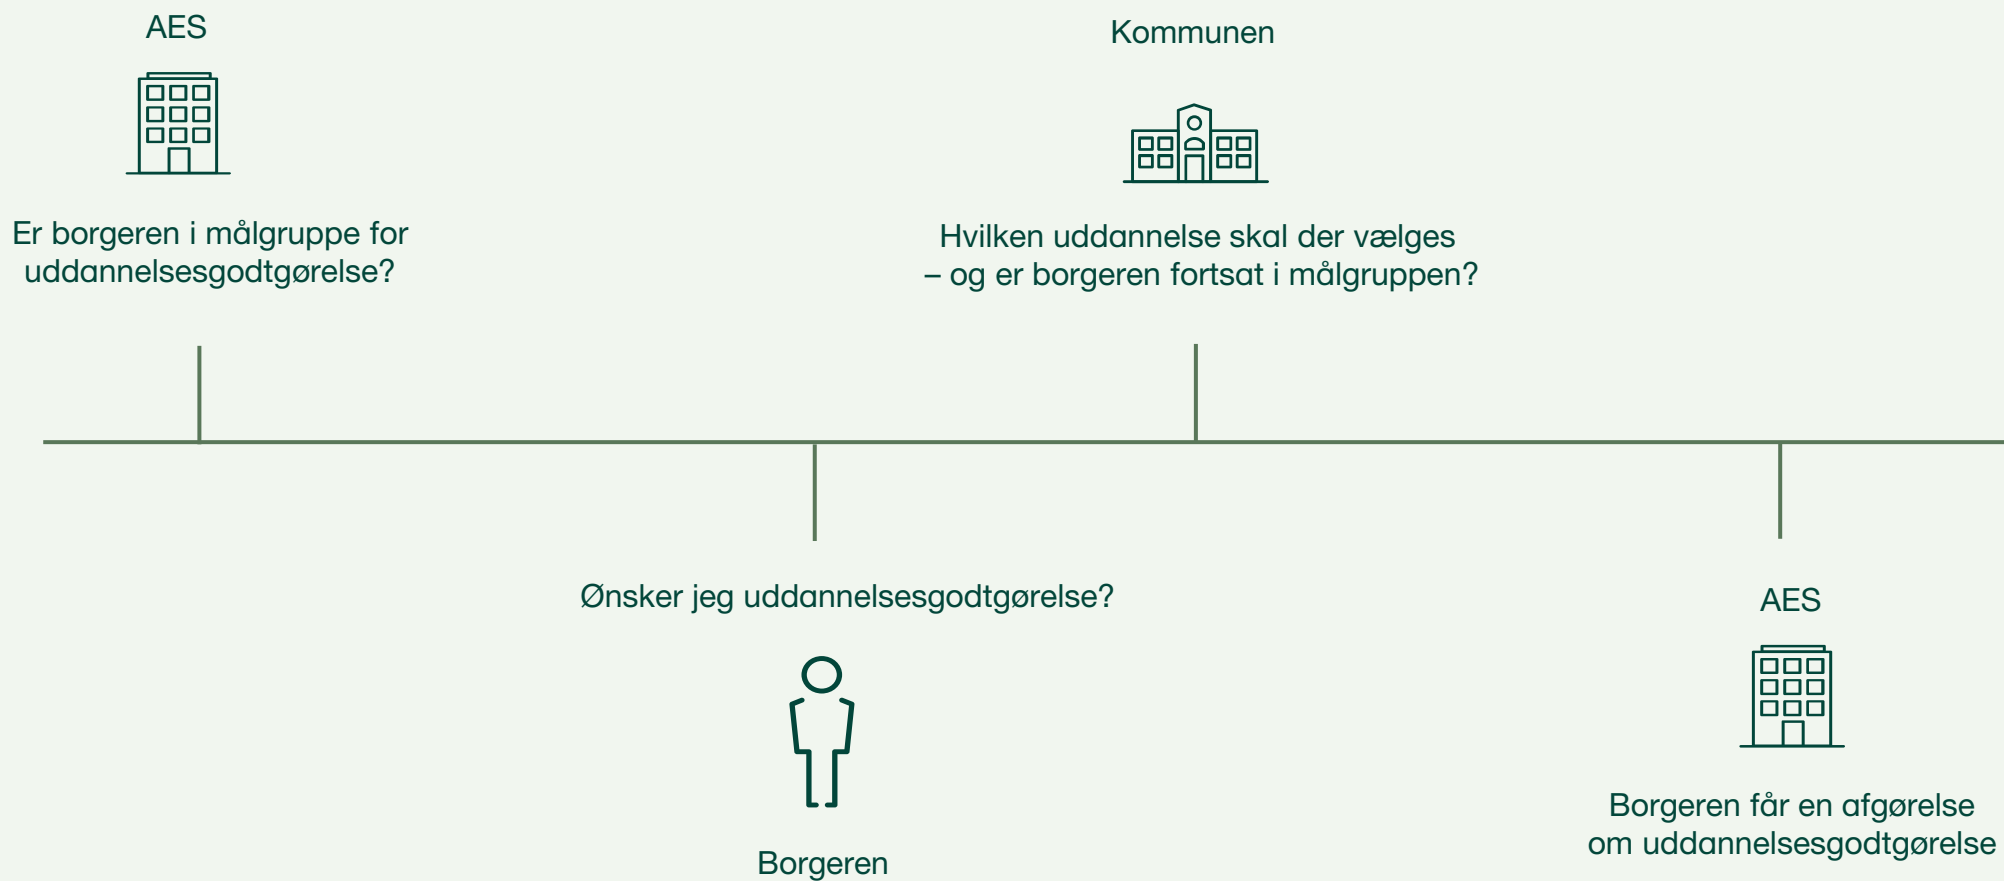 AES
Er borgeren i målgruppe for
uddannelsesgodtgørelse?
Ønsker jeg uddannelsesgodtgørelse?
Borgeren
Kommunen
Hvilken uddannelse skal der vælges
– og er borgeren fortsat i målgruppen?
AES
Borgeren får en afgørelse
om uddannelsesgodtgørelse